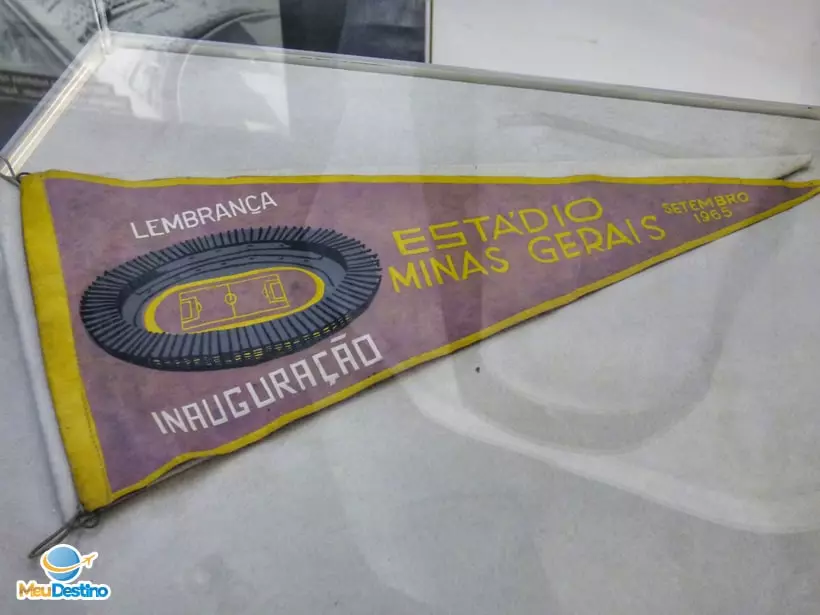 LEMBRANÇA
ESTÁDIO
MINAS GERAIS
SETEMBRO
1965
INAUGURAÇÃO
MeuDestino